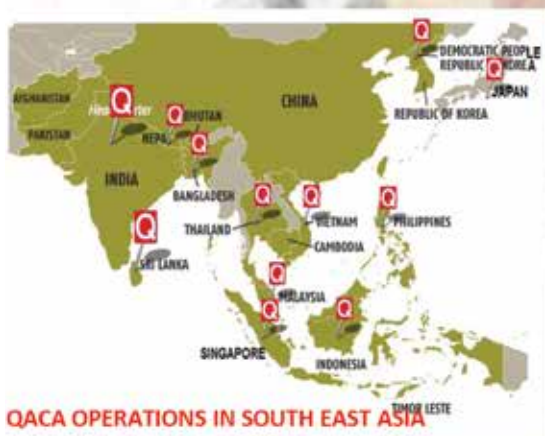 Q
DEMOCRATIC PEOPLE
REPUBLIC KOREA
Q
JAPAN
AFGHANISTAN
Q
CHINA
REPUBLIC OF KOREA
Q
BHUTAN
PAKISTAN
NEPA
Q
INDIA
BANGLADESH
Q
THAILAND
Q
VIETNAM
Q
PHILIPPINES
CAMBODIA
Q
SRI LANKA
Q
MALAYSIA
Q
SINGAPORE
Q
INDONESIA
TIMOR LESTE
QACA OPERATIONS IN SOUTH EAST ASIA